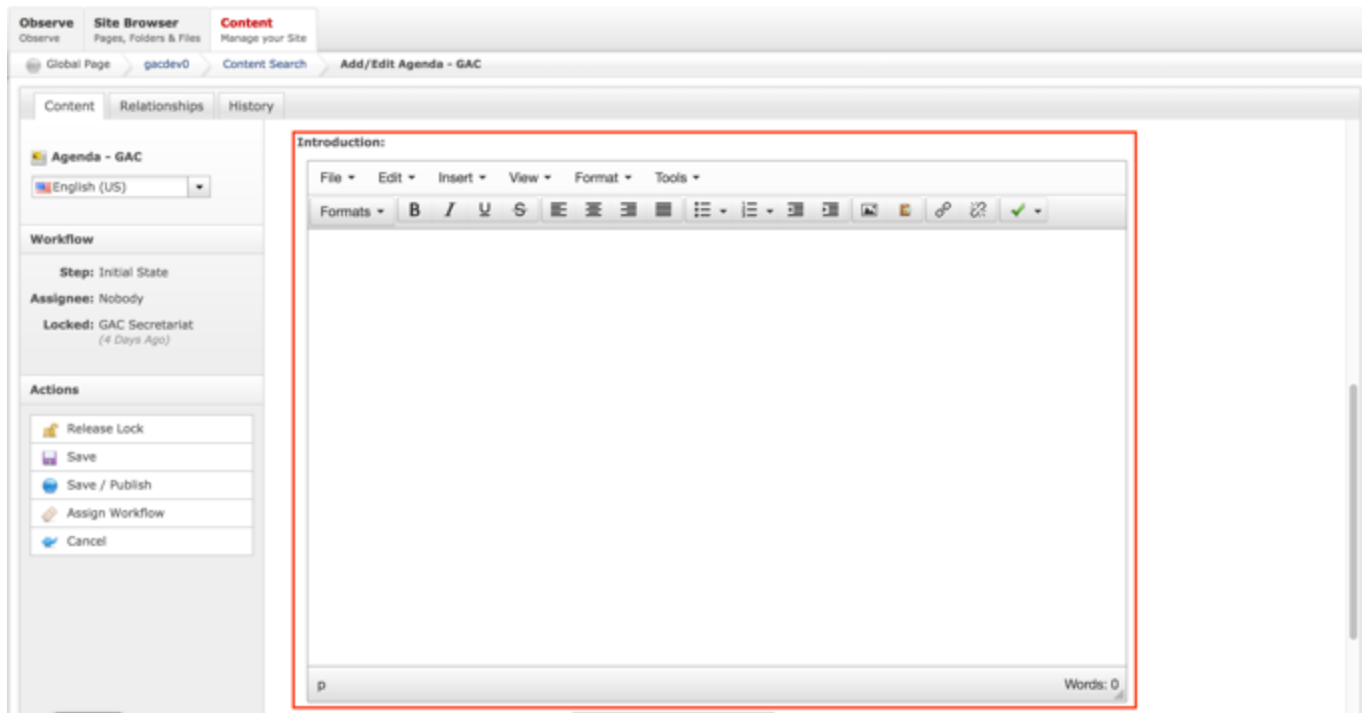 Observe Site Browser Content
Observe Pages, Folders & Files Manage your Site
Global Page gacdev0 Content Search Add/Edit Agenda - GAC
Content Relationships History
Introduction:
Agenda - GAC
English (US)
File Edit Insert View Format Tools
Formats B I U S
Workflow
Step: Initial State
Assignee: Nobody
Locked: GAC Secretariat
(4 Days Ago)
Actions
Release Lock
Save
Save / Publish
Assign Workflow
Cancel
p Words: 0